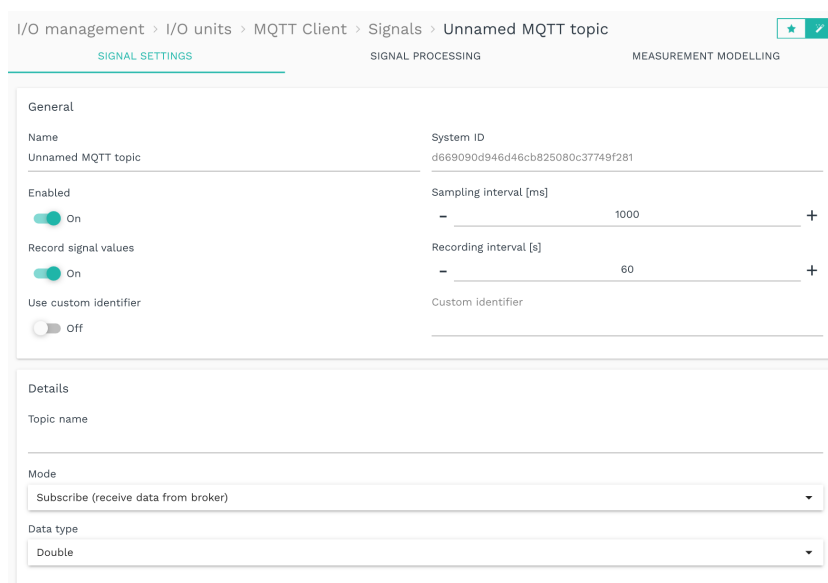 I/O management > I/O units > MQTT Client > Signals > Unnamed MQTT topic
SIGNAL SETTINGS SIGNAL PROCESSING MEASUREMENT MODELLING
General
Name System ID
Unnamed MQTT topic d669090d946d46cb825080c37749f281
Enabled Sampling interval [ms]
On - 1000 +
Record signal values Recording interval [s]
On - 60 +
Use custom identifier Custom identifier
Off
Details
Topic name
Mode
Subscribe (receive data from broker)
Data type
Double